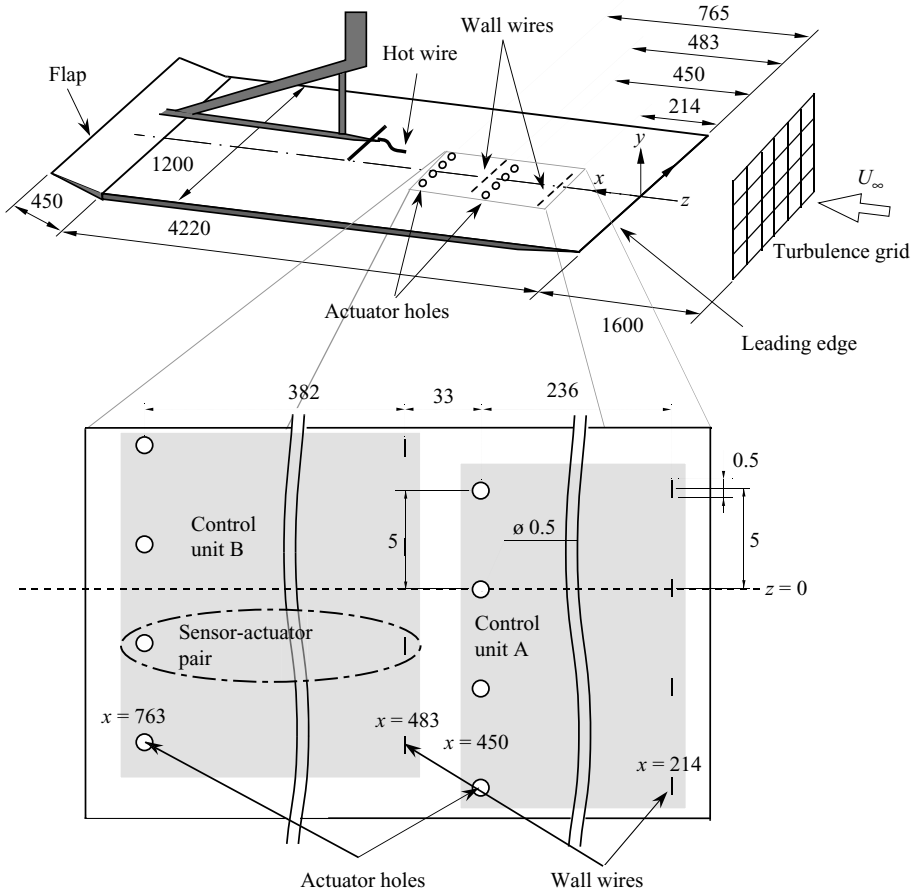 765
483
450
214
Wall wires
Hot wire
Flap
1200
450
4220
y
x
z
U∞
Turbulence grid
Actuator holes
1600
Leading edge
382
33
236
0.5
5
5
ø 0.5
Control
unit B
z = 0
Sensor-actuator
pair
Control
unit A
x = 763
x = 483
x = 450
x = 214
Actuator holes
Wall wires